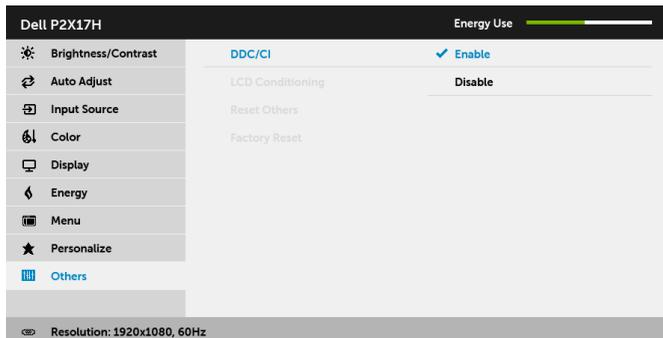 Dell P2X17H
Energy Use
Brightness/Contrast
Auto Adjust
Input Source
Color
Display
Energy
Menu
Personalize
Others
DDC/CI
LCD Conditioning
Reset Others
Factory Reset
Enable
Disable
Resolution: 1920x1080, 60Hz